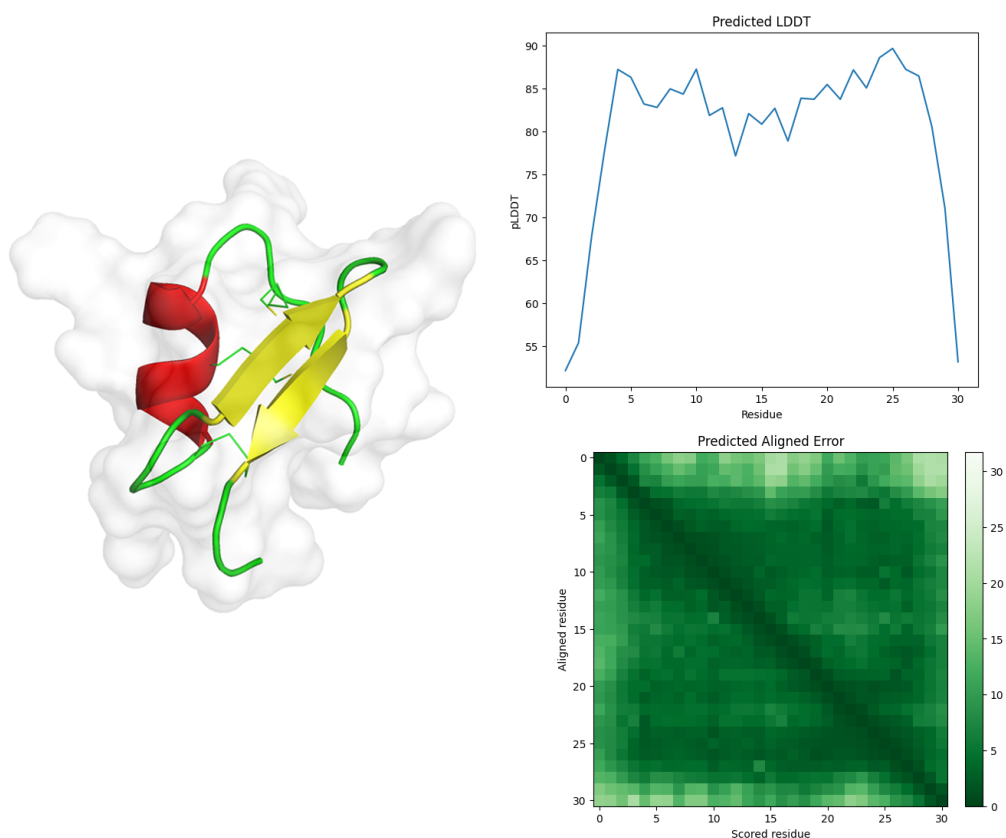 Predicted LDDT
90
85
80
75
70
65
60
55
pLDDT
0 5 10 15 20 25 30
Residue
Predicted Aligned Error
0
5
10
15
20
25
30
Aligned residue
0 5 10 15 20 25 30
Scored residue
30
25
20
15
10
5
0